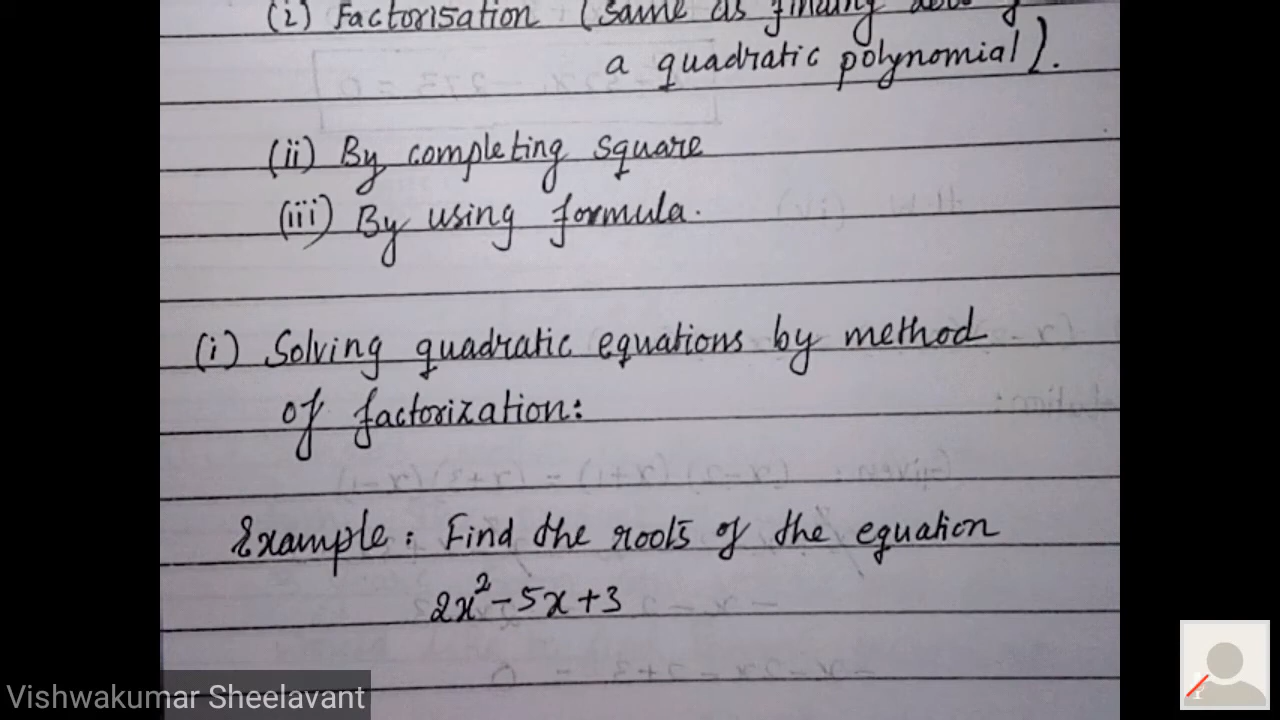 (i) Factorisation (Same as finding
a quadratic polynomial).
(ii) By completing square
(iii) By using formula.
(i) Solving quadratic equations by method
of factorization:
Example: Find the roots of the equation
2x² - 5x + 3
Vishwakumar Sheelavant